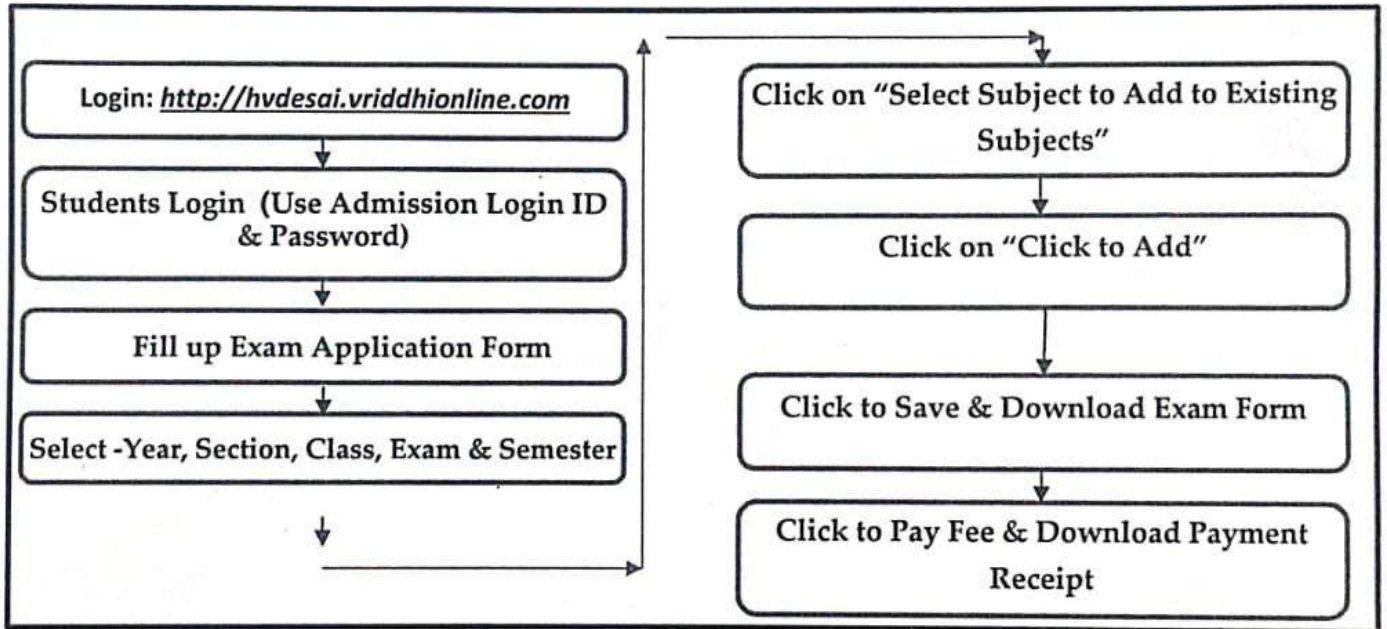 Login: http://hvdesai.vriddhionline.com
Students Login (Use Admission Login ID
& Password)
Fill up Exam Application Form
Select -Year, Section, Class, Exam & Semester
Click on “Select Subject to Add to Existing
Subjects”
Click on “Click to Add”
Click to Save & Download Exam Form
Click to Pay Fee & Download Payment
Receipt